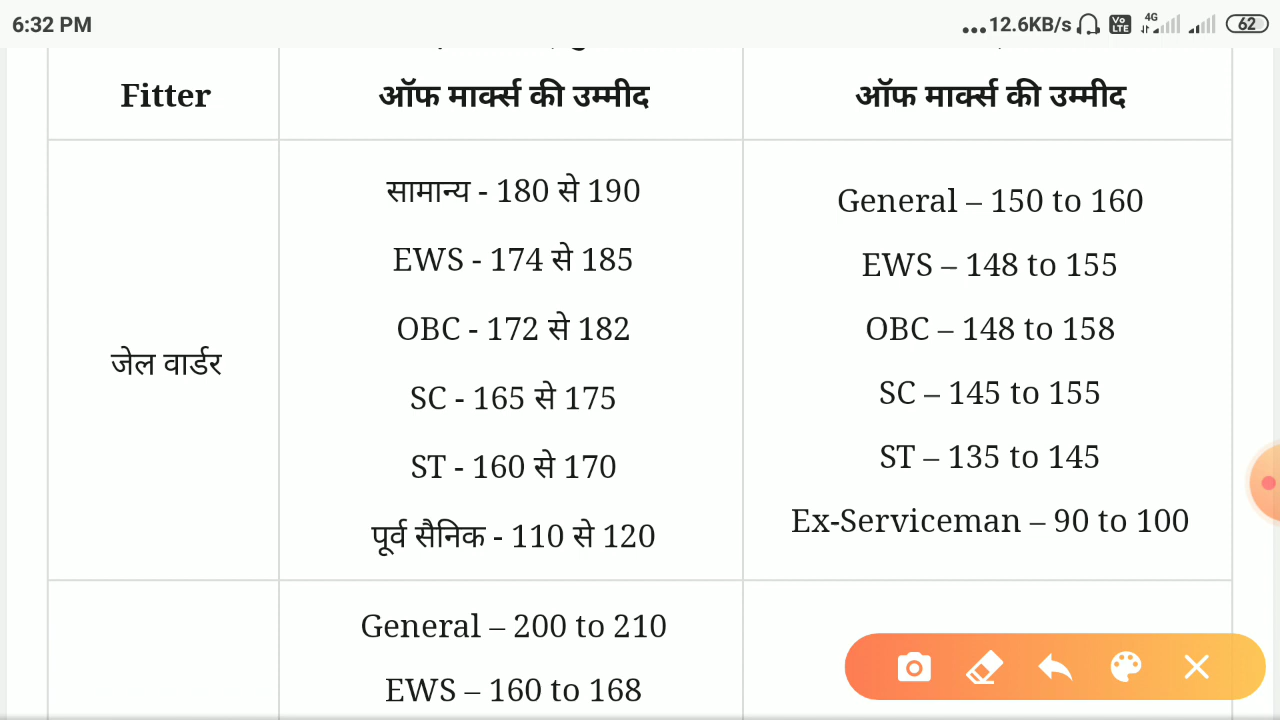 6:32 PM
...12.6KB/s
Vo LTE
4G
62
Fitter
ऑफ मार्क्स की उम्मीद
ऑफ मार्क्स की उम्मीद
जेल वार्डर
सामान्य - 180 से 190
EWS - 174 से 185
OBC - 172 से 182
SC - 165 से 175
ST - 160 से 170
पूर्व सैनिक - 110 से 120
General – 150 to 160
EWS – 148 to 155
OBC – 148 to 158
SC – 145 to 155
ST – 135 to 145
Ex-Serviceman – 90 to 100
General – 200 to 210
EWS – 160 to 168